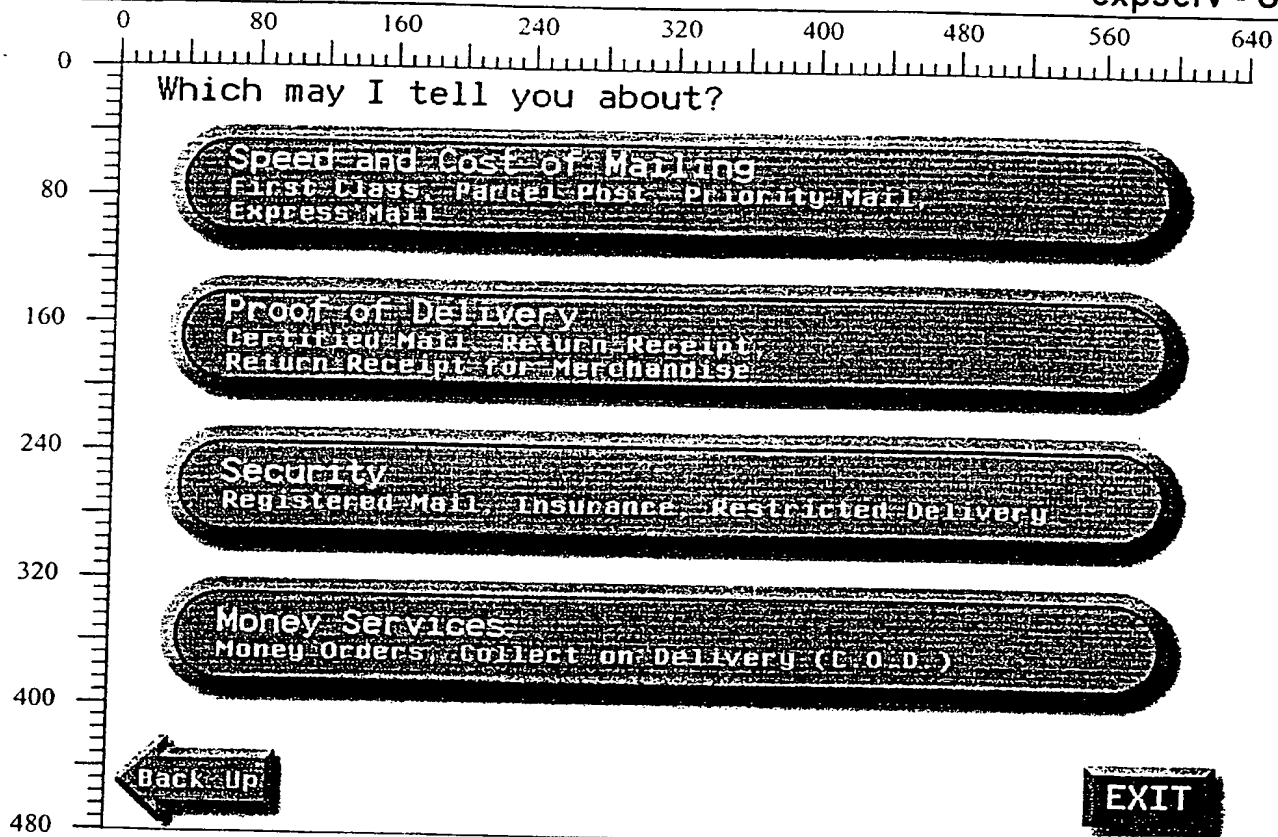 expserv -
0 80 160 240 320 400 480 560 640
0
Which may I tell you about?
Speed and Cost of Mailing
First Class, Parcel Post, Priority Mail,
Express Mail
80
Proof of Delivery
Certified Mail, Return Receipt,
Return Receipt for Merchandise
160
240
Security
Registered Mail, Insurance, Restricted Delivery
320
Money Services
Money Orders, Collect on Delivery (C.O.D.)
400
Back Up
EXIT
480